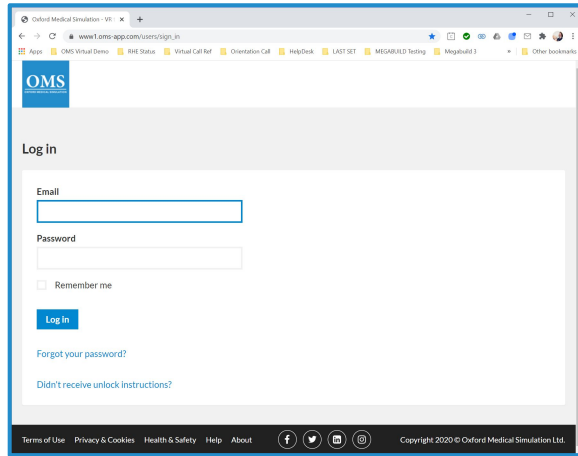 Oxford Medical Simulation - VR
www1.oms-app.com/users/sign_in
Apps OMS Virtual Demo RHE Status Virtual Call Ref Orientation Call HelpDesk LAST SET MEGABUILD Testing Megabuild 3 » Other bookmarks
OMS
OXFORD MEDICAL SIMULATION
Log in
Email
Password
Remember me
Log in
Forgot your password?
Didn't receive unlock instructions?
Terms of Use Privacy & Cookies Health & Safety Help About Copyright 2020 © Oxford Medical Simulation Ltd.